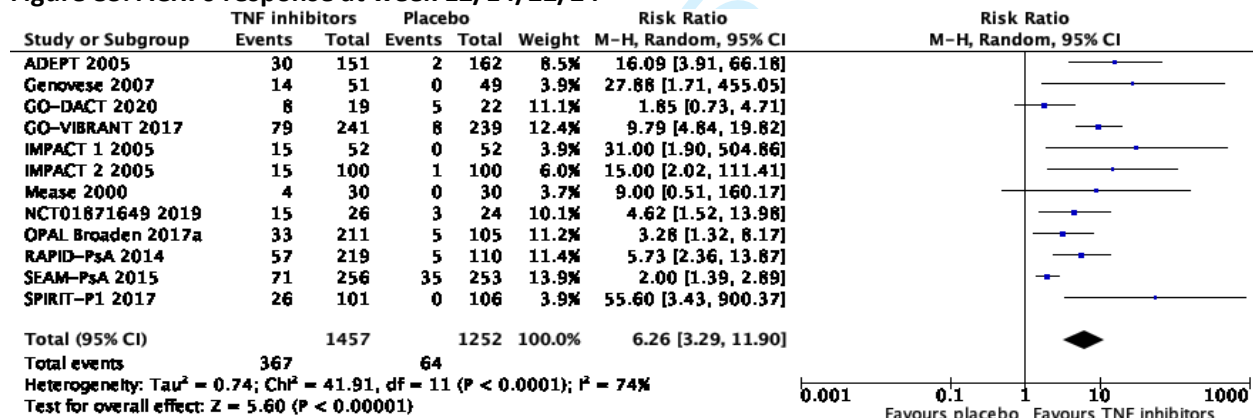 Figure response at week
TNF inhibitors Placebo Risk Ratio Risk Ratio
Study or Subgroup Events Total Events Total Weight M-H, Random, 95% CI M-H, Random, 95% CI
ADEPT 2005 30 151 2 162 8.5% 16.09 [3.91, 66.18]
Genovese 2007 14 51 0 49 3.9% 27.88 [1.71, 455.05]
GO-DACT 2020 8 19 5 22 11.1% 1.85 [0.73, 4.71]
GO-VIBRANT 2017 79 241 8 239 12.4% 9.79 [4.84, 19.82]
IMPACT 1 2005 15 52 0 52 3.9% 31.00 [1.90, 504.86]
IMPACT 2 2005 15 100 1 100 6.0% 15.00 [2.02, 111.41]
Mease 2000 4 30 0 30 3.7% 9.00 [0.51, 160.17]
NCT01871649 2019 15 26 3 24 10.1% 4.62 [1.52, 13.98]
OPAL Broaden 2017a 33 211 5 105 11.2% 3.28 [1.32, 8.17]
RAPID-PsA 2014 57 219 5 110 11.4% 5.73 [2.36, 13.87]
SEAM-PsA 2015 71 256 35 253 13.9% 2.00 [1.39, 2.89]
SPIRIT-P1 2017 26 101 0 106 3.9% 55.60 [3.43, 900.37]
Total (95% CI) 1457 1252 100.0% 6.26 [3.29, 11.90]
Total events 367 64
Heterogeneity: Tau² = 0.74; Chi² = 41.91, df = 11 (P < 0.0001); I² = 74%
Test for overall effect: Z = 5.60 (P < 0.00001)
0.001 0.1 1 10 1000
Favours placebo Favours TNF inhibitors